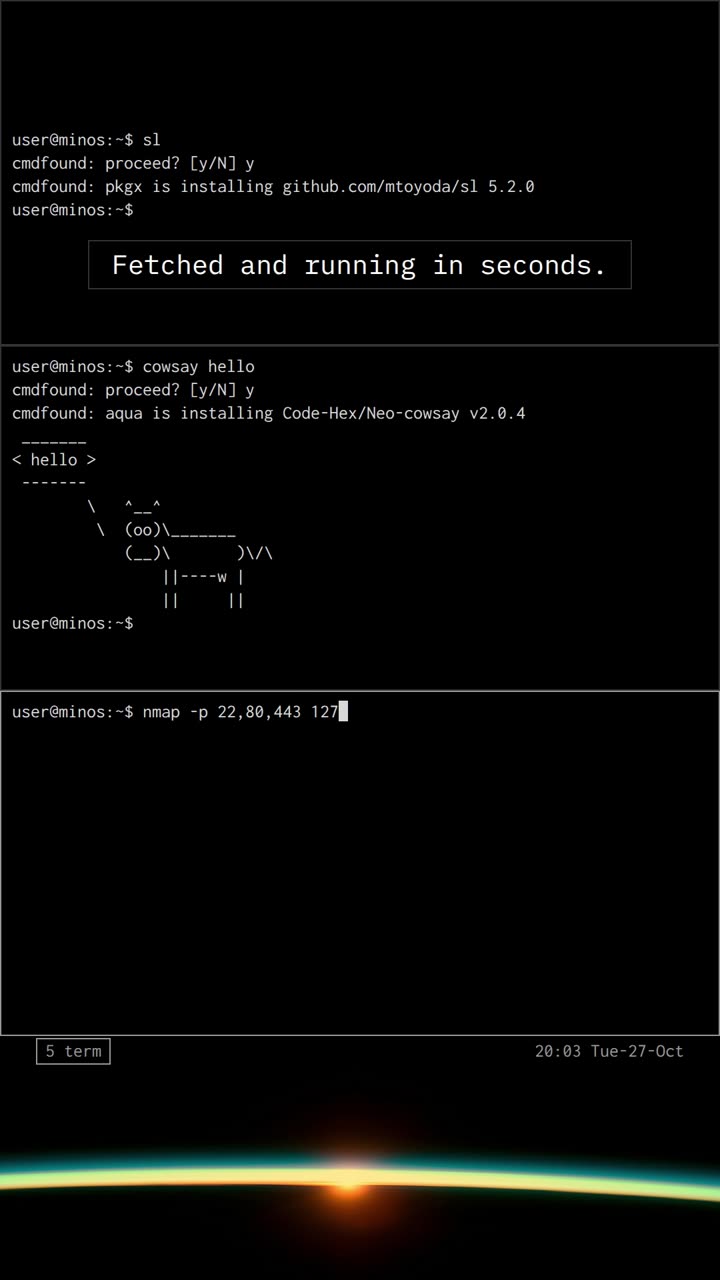 user@minos:~$ sl
cmdfound: proceed? [y/N] y
cmdfound: pkgx is installing github.com/mtoyoda/sl 5.2.0
user@minos:~$
Fetched and running in seconds.
user@minos:~$ cowsay hello
cmdfound: proceed? [y/N] y
cmdfound: aqua is installing Code-Hex/Neo-cowsay v2.0.4
 _______
< hello >
 -------
        \   ^__^
         \  (oo)\_______
            (__)\       )\/\
                ||----w |
                ||     ||
user@minos:~$
user@minos:~$ nmap -p 22,80,443 127
5 term
20:03 Tue-27-Oct